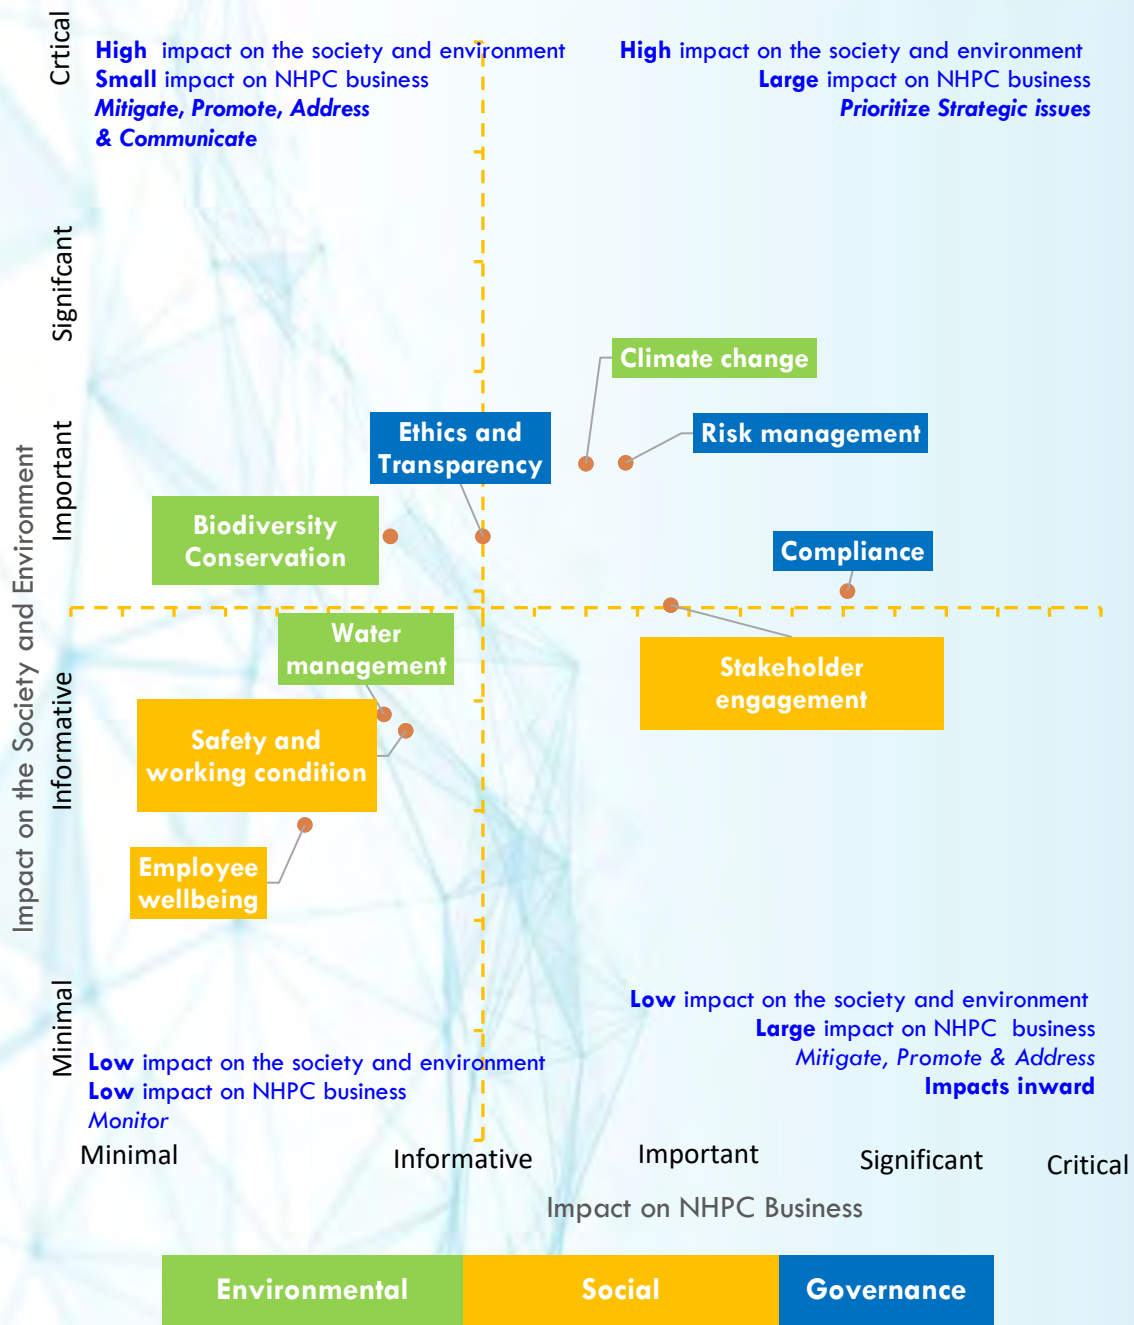 Crtical
High impact on the society and environment
Small impact on NHPC business
Mitigate, Promote, Address
& Communicate
High impact on the society and environment
Large impact on NHPC business
Prioritize Strategic issues
Signifcant
Climate change
Important
Ethics and
Transparency
Risk management
Biodiversity
Conservation
Compliance
Impact on the Society and Environment
Water
management
Stakeholder
engagement
Informative
Safety and
working condition
Employee
wellbeing
Minimal
Low impact on the society and environment
Large impact on NHPC business
Mitigate, Promote & Address
Impacts inward
Low impact on the society and environment
Low impact on NHPC business
Monitor
Minimal
Informative
Important
Significant
Critical
Impact on NHPC Business
Environmental
Social
Governance